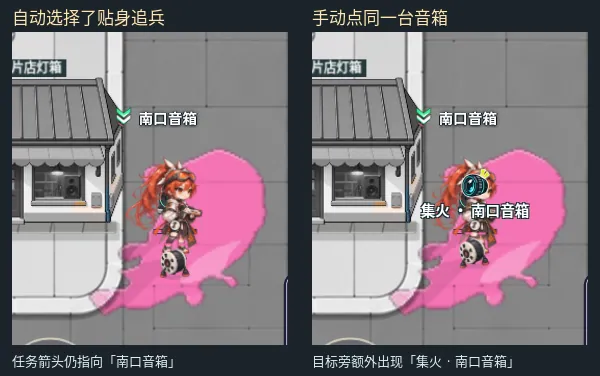 自动选择了贴身追兵
手动点同一台音箱
片店灯箱
南口音箱
片店灯箱
南口音箱
集火 · 南口音箱
任务箭头仍指向「南口音箱」
目标旁额外出现「集火 · 南口音箱」